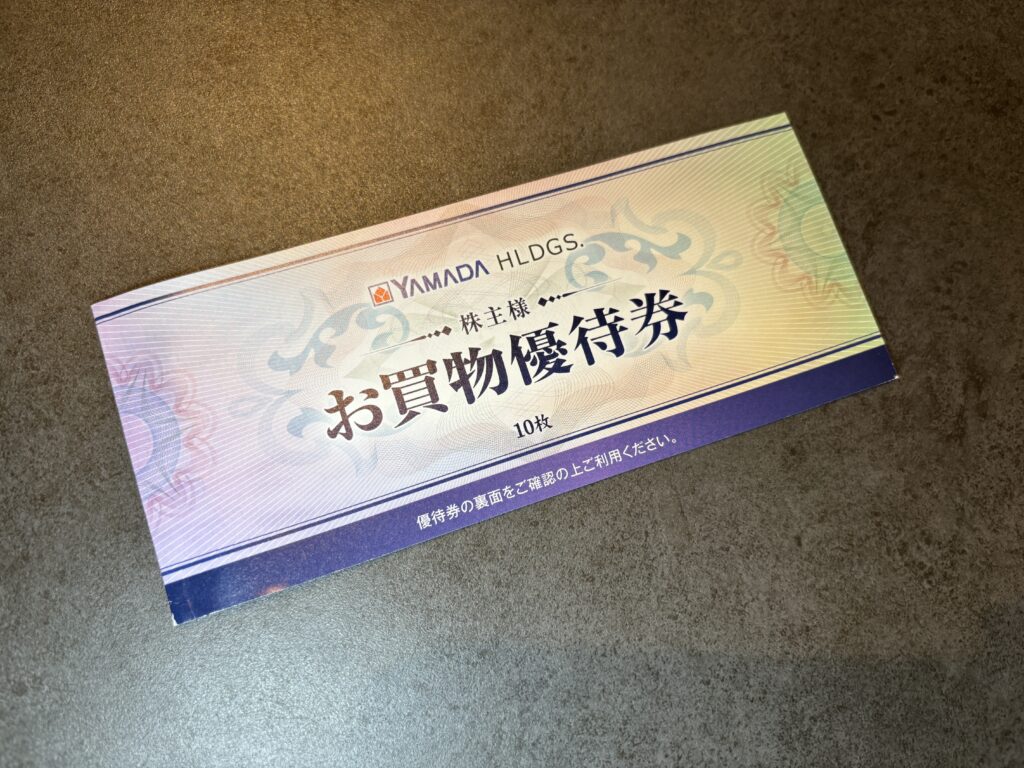 YAMADA HLDGS.
株主様
お買物優待券
10枚
優待券の裏面をご確認の上ご利用ください。